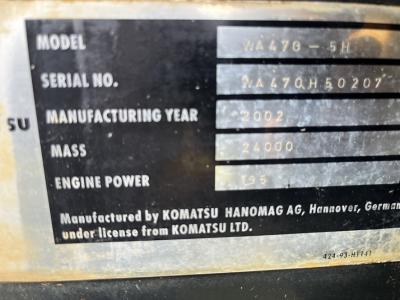 MODEL WA470-5H
SERIAL NO. WA470H50207
SU MANUFACTURING YEAR 2002
MASS 24000
ENGINE POWER 195
Manufactured by KOMATSU HANOMAG AG, Hannover, German
under license from KOMATSU LTD.